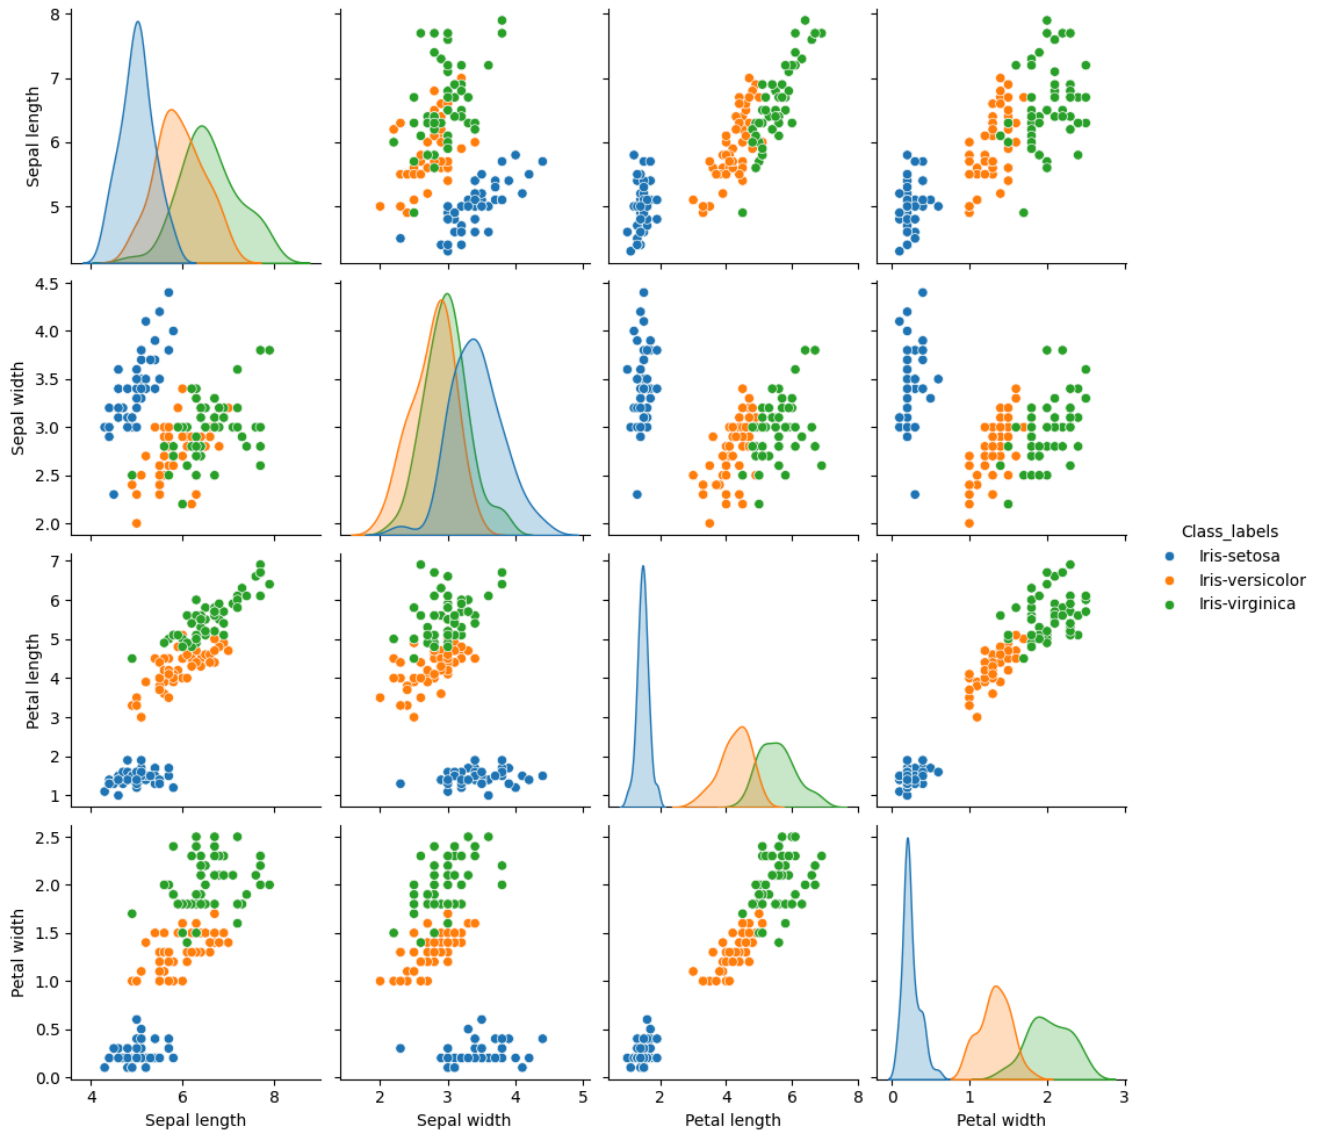 8
7
6
5
Sepal length
4.5
4.0
3.5
3.0
2.5
2.0
Sepal width
Class_labels
Iris-setosa
Iris-versicolor
Iris-virginica
7
6
5
4
3
2
1
Petal length
2.5
2.0
1.5
1.0
0.5
0.0
Petal width
4 6 8
2 3 4 5
2 4 6 8
0 1 2 3
Sepal length Sepal width Petal length Petal width